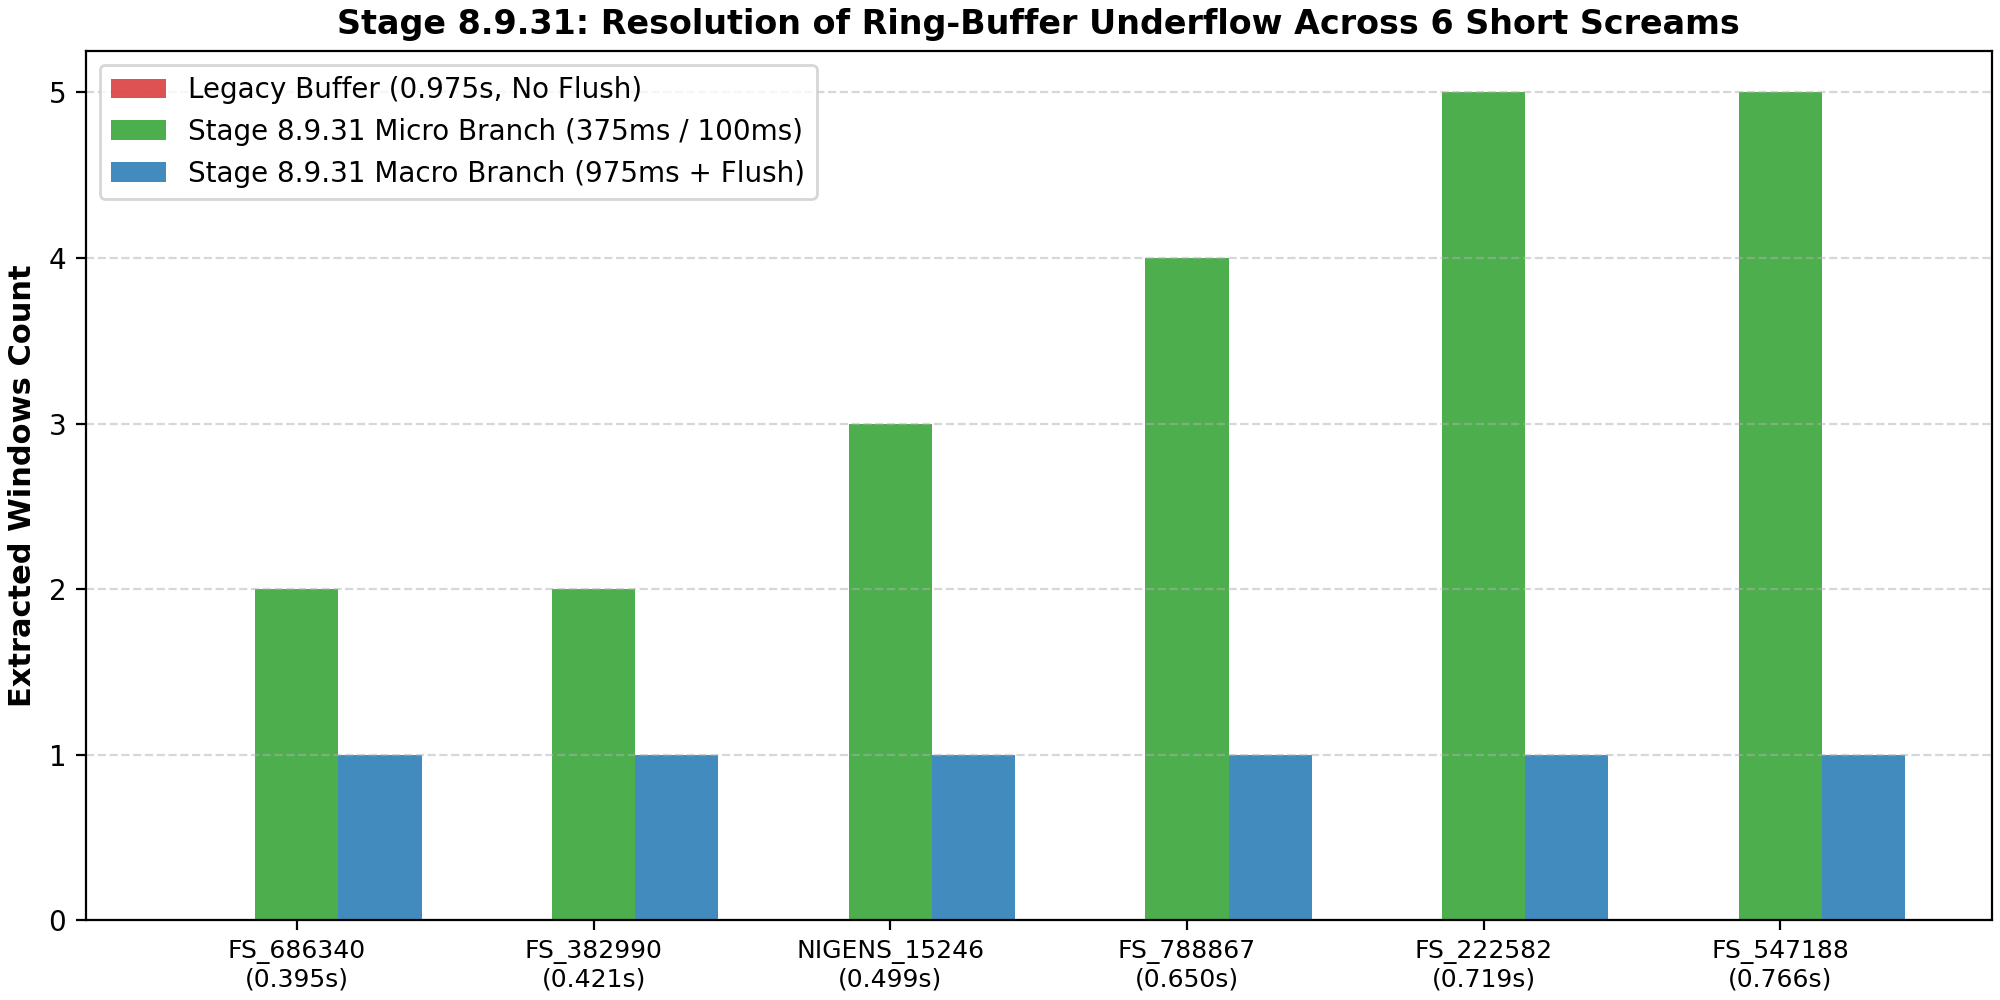 Stage 8.9.31: Resolution of Ring-Buffer Underflow Across 6 Short Screams
Legacy Buffer (0.975s, No Flush)
Stage 8.9.31 Micro Branch (375ms / 100ms)
Stage 8.9.31 Macro Branch (975ms + Flush)
Extracted Windows Count
5
4
3
2
1
0
FS_686340
(0.395s)
FS_382990
(0.421s)
NIGENS_15246
(0.499s)
FS_788867
(0.650s)
FS_222582
(0.719s)
FS_547188
(0.766s)